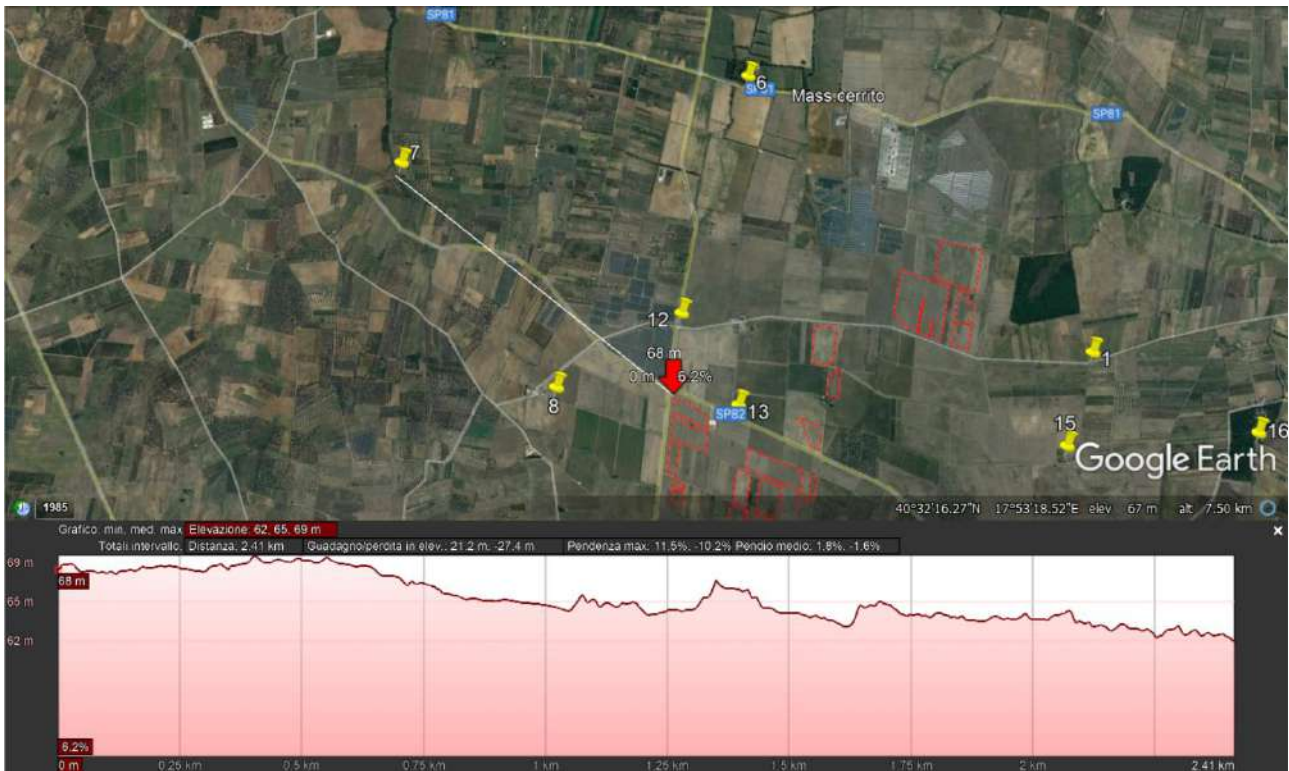 SP81
6
SP81
Mass.cerrito
SP81
7
12
68 m
0 m 6.2%
1
8
SP82 13
15
16
Google Earth
1985
40°32'16.27"N 17°53'18.52"E elev 67 m alt 7.50 km
Grafico: min, med, max Elevazione: 62, 65, 69 m
Totali intervallo: Distanza: 2.41 km Guadagno/perdita in elev.: 21.2 m, -27.4 m Pendenza max: 11.5%, -10.2% Pendio medio: 1.8%, -1.6%
69 m
68 m
65 m
62 m
6.2%
0 m 0.25 km 0.5 km 0.75 km 1 km 1.25 km 1.5 km 1.75 km 2 km 2.41 km